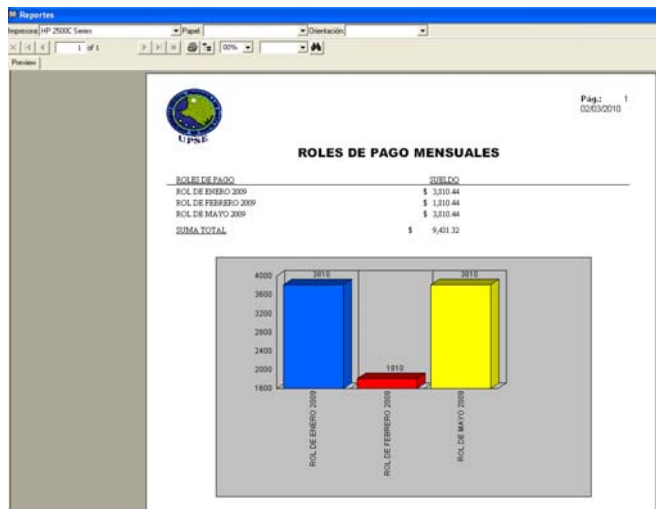 Reportes
Impresora: HP 2500C Series Papel: Orientación:
1 of 1 00%
Preview
UPSE
Pág.: 1
02/03/2010
ROLES DE PAGO MENSUALES
ROLES DE PAGO SUELDO
ROL DE ENERO 2009 $ 3,810.44
ROL DE FEBRERO 2009 $ 1,810.44
ROL DE MAYO 2009 $ 3,810.44
SUMA TOTAL $ 9,431.32
4000
3600
3200
2800
2400
2000
1600
3810
1810
3810
ROL DE ENERO 2009
ROL DE FEBRERO 2009
ROL DE MAYO 2009